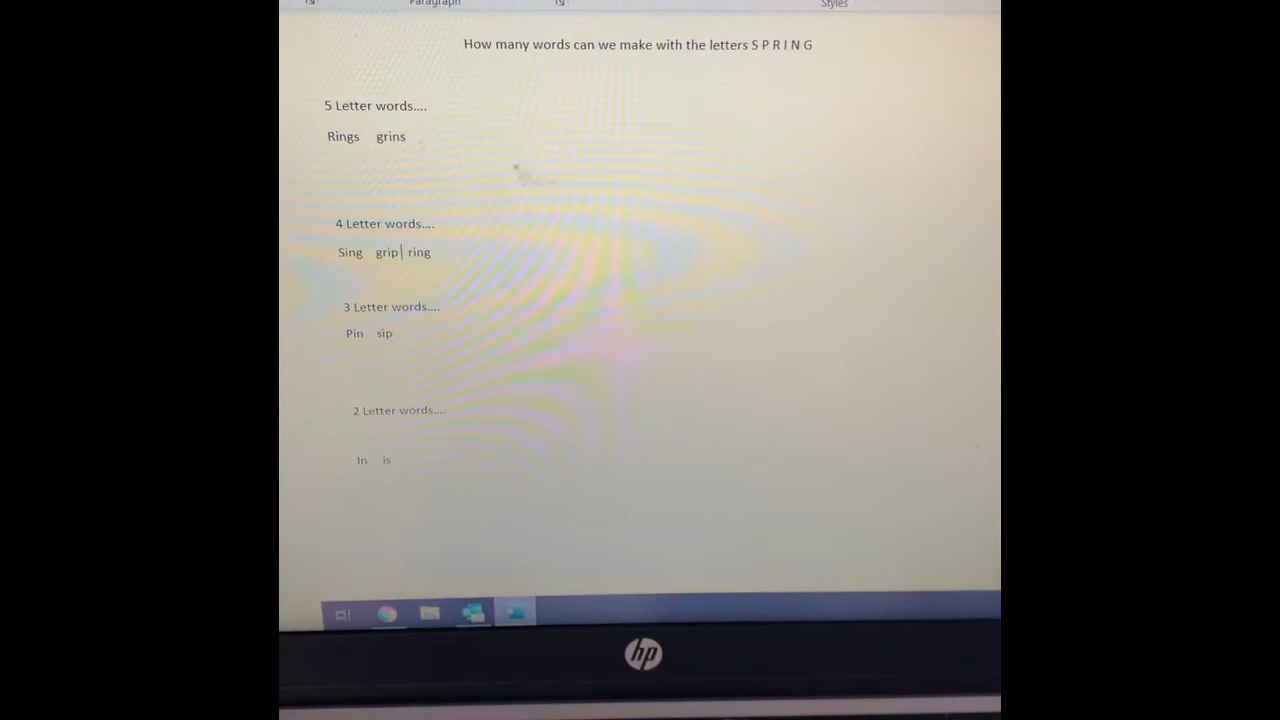 Paragraph
Styles
How many words can we make with the letters S P R I N G
5 Letter words....
Rings grins
4 Letter words....
Sing grip ring
3 Letter words....
Pin sip
2 Letter words....
In is
hp